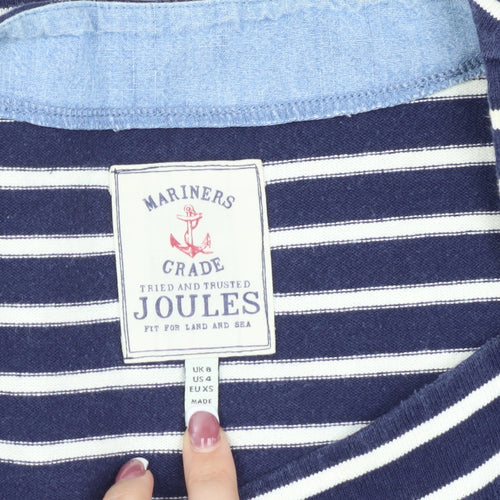 MARINERS
GRADE
TRIED AND TRUSTED
JOULES
FIT FOR LAND AND SEA
UK 8
US 4
EU XS
MADE